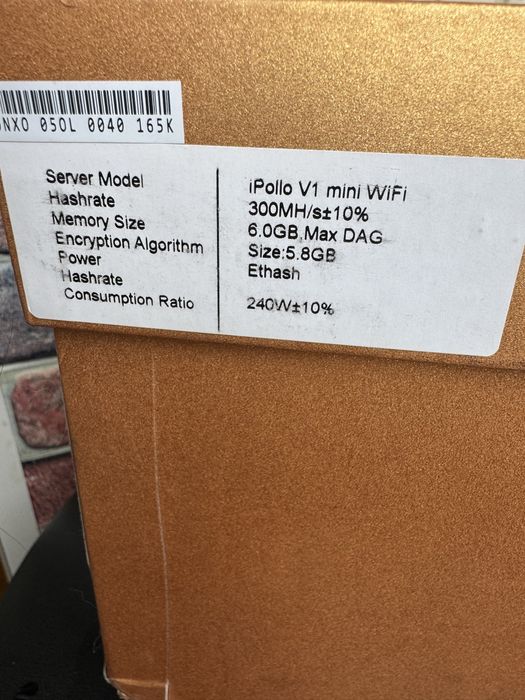 NXO 050L 0040 165K
Server Model
Hashrate
Memory Size
Encryption Algorithm
Power
Hashrate
Consumption Ratio
iPollo V1 mini WiFi
300MH/s±10%
6.0GB,Max DAG
Size:5.8GB
Ethash
240W±10%